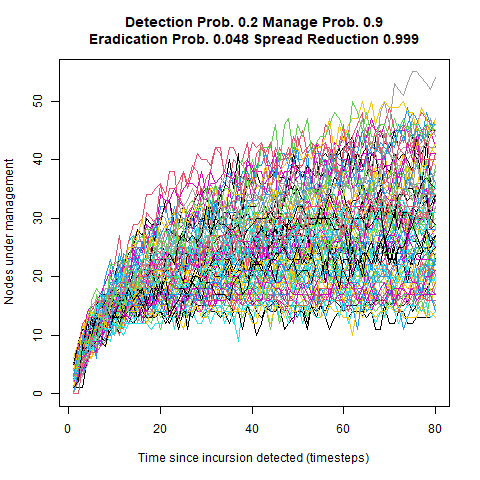 Detection Prob. 0.2 Manage Prob. 0.9
Eradication Prob. 0.048 Spread Reduction 0.999
Nodes under management
50
40
30
20
10
0
0 20 40 60 80
Time since incursion detected (timesteps)